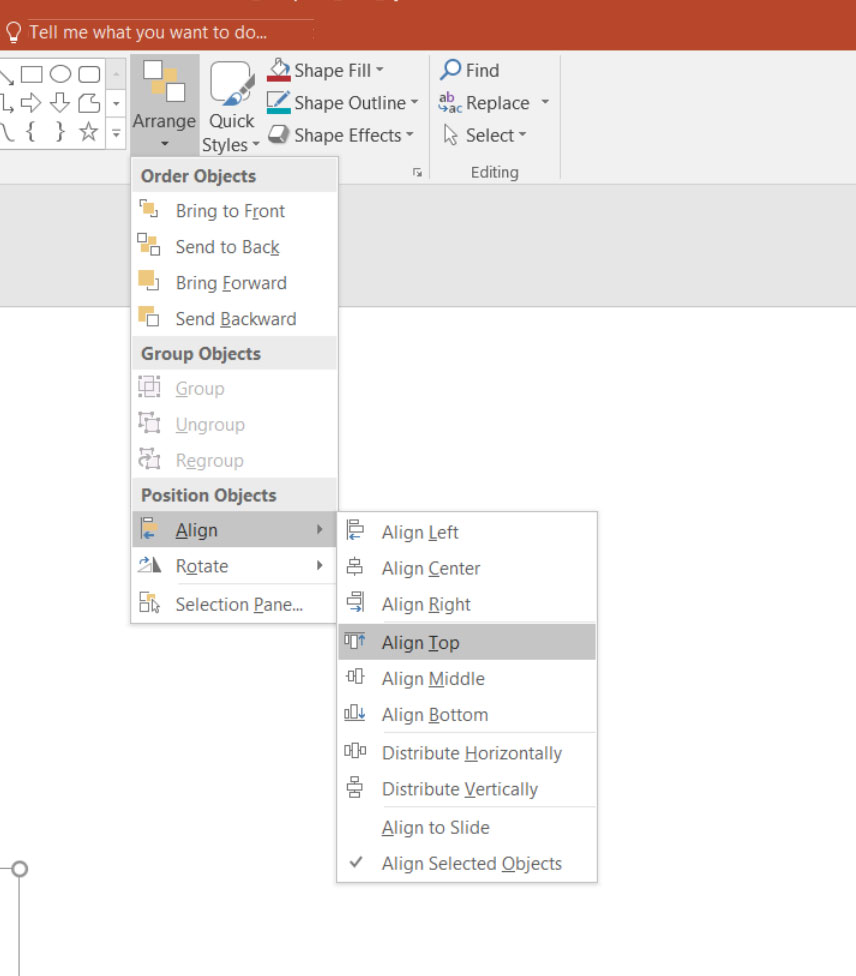 Tell me what you want to do...
Arrange
Quick
Styles
Shape Fill
Shape Outline
Shape Effects
Find
ab
ac
Replace
Select
Editing
Order Objects
Bring to Front
Send to Back
Bring Forward
Send Backward
Group Objects
Group
Ungroup
Regroup
Position Objects
Align
Rotate
Selection Pane...
Align Left
Align Center
Align Right
Align Top
Align Middle
Align Bottom
Distribute Horizontally
Distribute Vertically
Align to Slide
Align Selected Objects